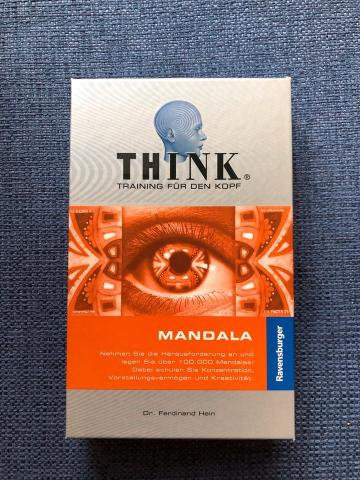 THINK®
TRAINING FÜR DEN KOPF
MANDALA
Nehmen Sie die Herausforderung an und
legen Sie über 100.000 Mandalas!
Dabei schulen Sie Konzentration,
Vorstellungsvermögen und Kreativität.
Ravensburger
Dr. Ferdinand Hein